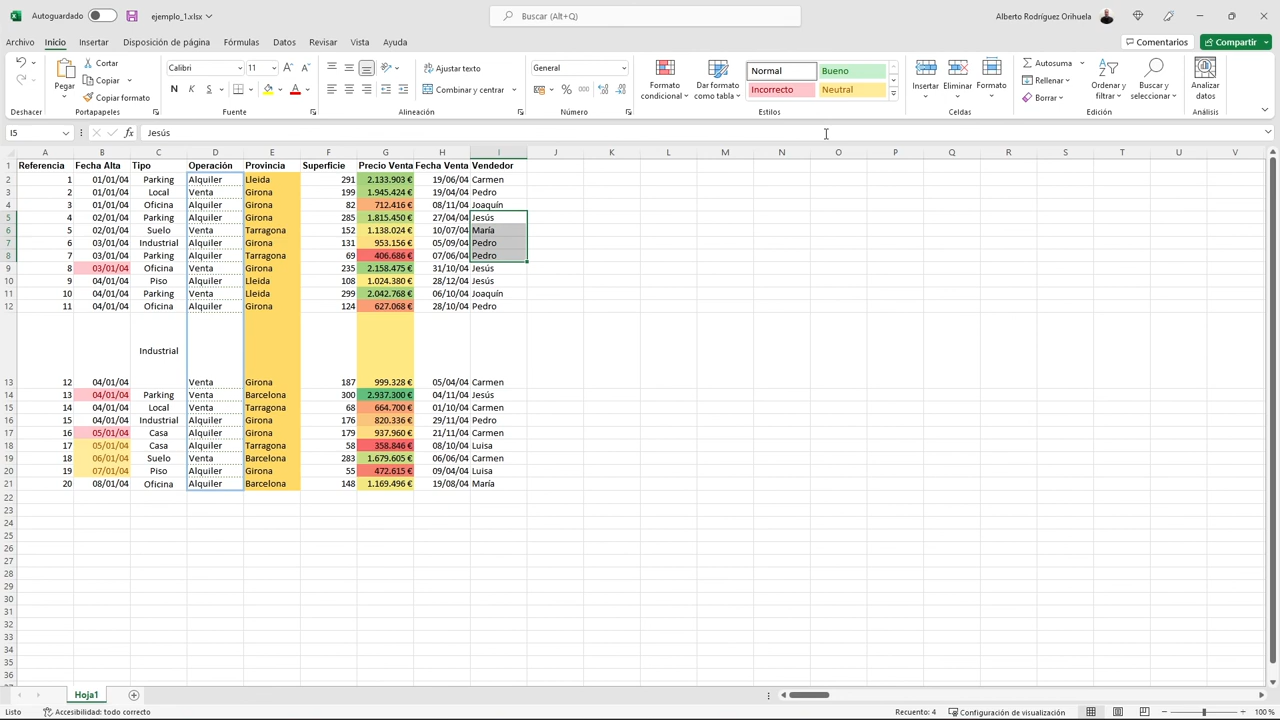 Autoguardado
ejemplo_1.xlsx
Buscar (Alt+Q)
Alberto Rodríguez Orihuela
Archivo Inicio Insertar Disposición de página Fórmulas Datos Revisar Vista Ayuda
Comentarios Compartir
Deshacer
Pegar
Cortar
Copiar
Copiar formato
Portapapeles
Calibri 11
N K S
Fuente
Ajustar texto
Combinar y centrar
Alineación
General
% 000
Número
Formato condicional
Dar formato como tabla
Normal Bueno
Incorrecto Neutral
Estilos
Insertar Eliminar Formato
Celdas
Autosuma
Rellenar
Borrar
Ordenar y filtrar
Buscar y seleccionar
Edición
Analizar datos
Análisis
I5 fx Jesús
A B C D E F G H I J K L M N O P Q R S T U V
1 Referencia Fecha Alta Tipo Operación Provincia Superficie Precio Venta Fecha Venta Vendedor
2 1 01/01/04 Parking Alquiler Lleida 291 2.133.903 € 19/06/04 Carmen
3 2 01/01/04 Local Venta Girona 199 1.945.424 € 19/04/04 Pedro
4 3 01/01/04 Oficina Alquiler Girona 82 712.416 € 08/11/04 Joaquín
5 4 02/01/04 Parking Alquiler Girona 285 1.815.450 € 27/04/04 Jesús
6 5 02/01/04 Suelo Venta Tarragona 152 1.138.024 € 10/07/04 María
7 6 03/01/04 Industrial Alquiler Girona 131 953.156 € 05/09/04 Pedro
8 7 03/01/04 Parking Alquiler Tarragona 69 406.686 € 07/06/04 Pedro
9 8 03/01/04 Oficina Venta Girona 235 2.158.475 € 31/10/04 Jesús
10 9 04/01/04 Piso Alquiler Lleida 108 1.024.380 € 28/12/04 Jesús
11 10 04/01/04 Parking Venta Lleida 299 2.042.768 € 06/10/04 Joaquín
12 11 04/01/04 Oficina Alquiler Girona 124 627.068 € 28/10/04 Pedro
13 12 04/01/04 Industrial Venta Girona 187 999.328 € 05/04/04 Carmen
14 13 04/01/04 Parking Venta Barcelona 300 2.937.300 € 04/11/04 Jesús
15 14 04/01/04 Local Venta Tarragona 68 664.700 € 01/10/04 Carmen
16 15 04/01/04 Industrial Alquiler Girona 176 820.336 € 29/11/04 Pedro
17 16 05/01/04 Casa Alquiler Girona 179 937.960 € 21/11/04 Carmen
18 17 05/01/04 Casa Alquiler Tarragona 58 358.846 € 08/10/04 Luisa
19 18 06/01/04 Suelo Venta Barcelona 283 1.679.605 € 06/06/04 Carmen
20 19 07/01/04 Piso Alquiler Girona 55 472.615 € 09/04/04 Luisa
21 20 08/01/04 Oficina Alquiler Barcelona 148 1.169.496 € 19/08/04 María
22
23
24
25
26
27
28
29
30
31
32
33
34
35
36
Hoja1
Listo
Accesibilidad: todo correcto
Recuento: 4
Configuración de visualización
100 %